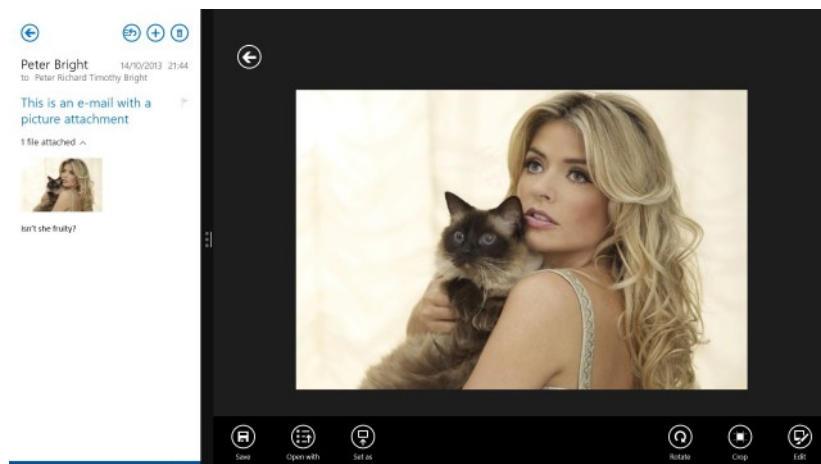 Peter Bright 14/10/2013 21:44
to Peter Richard Timothy Bright
This is an e-mail with a
picture attachment
1 file attached
Isn't she fruity?
Save Open with Set as Rotate Crop Edit